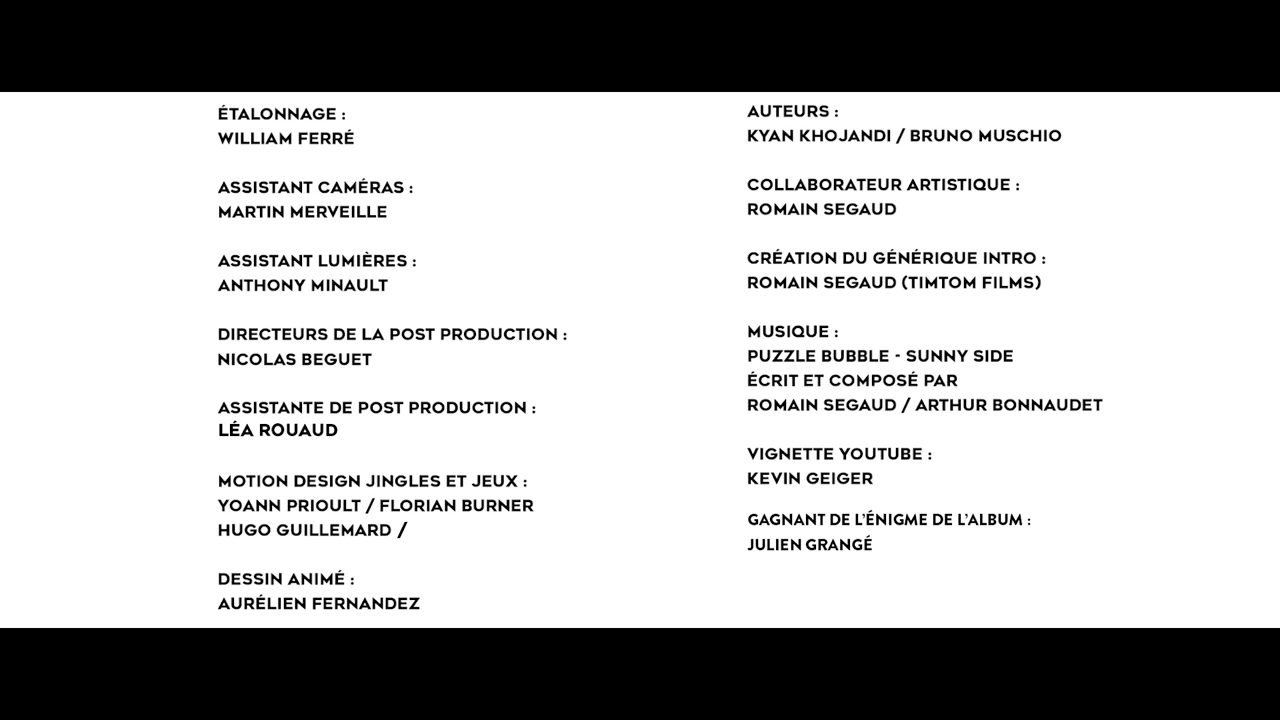 ÉTALONNAGE :
WILLIAM FERRÉ
ASSISTANT CAMÉRAS :
MARTIN MERVEILLE
ASSISTANT LUMIÈRES :
ANTHONY MINAULT
DIRECTEURS DE LA POST PRODUCTION :
NICOLAS BEGUET
ASSISTANTE DE POST PRODUCTION :
LÉA ROUAUD
MOTION DESIGN JINGLES ET JEUX :
YOANN PRIOULT / FLORIAN BURNER
HUGO GUILLEMARD /
DESSIN ANIMÉ :
AURÉLIEN FERNANDEZ
AUTEURS :
KYAN KHOJANDI / BRUNO MUSCHIO
COLLABORATEUR ARTISTIQUE :
ROMAIN SEGAUD
CRÉATION DU GÉNÉRIQUE INTRO :
ROMAIN SEGAUD (TIMTOM FILMS)
MUSIQUE :
PUZZLE BUBBLE - SUNNY SIDE
ÉCRIT ET COMPOSÉ PAR
ROMAIN SEGAUD / ARTHUR BONNAUDET
VIGNETTE YOUTUBE :
KEVIN GEIGER
GAGNANT DE L'ÉNIGME DE L'ALBUM :
JULIEN GRANGÉ